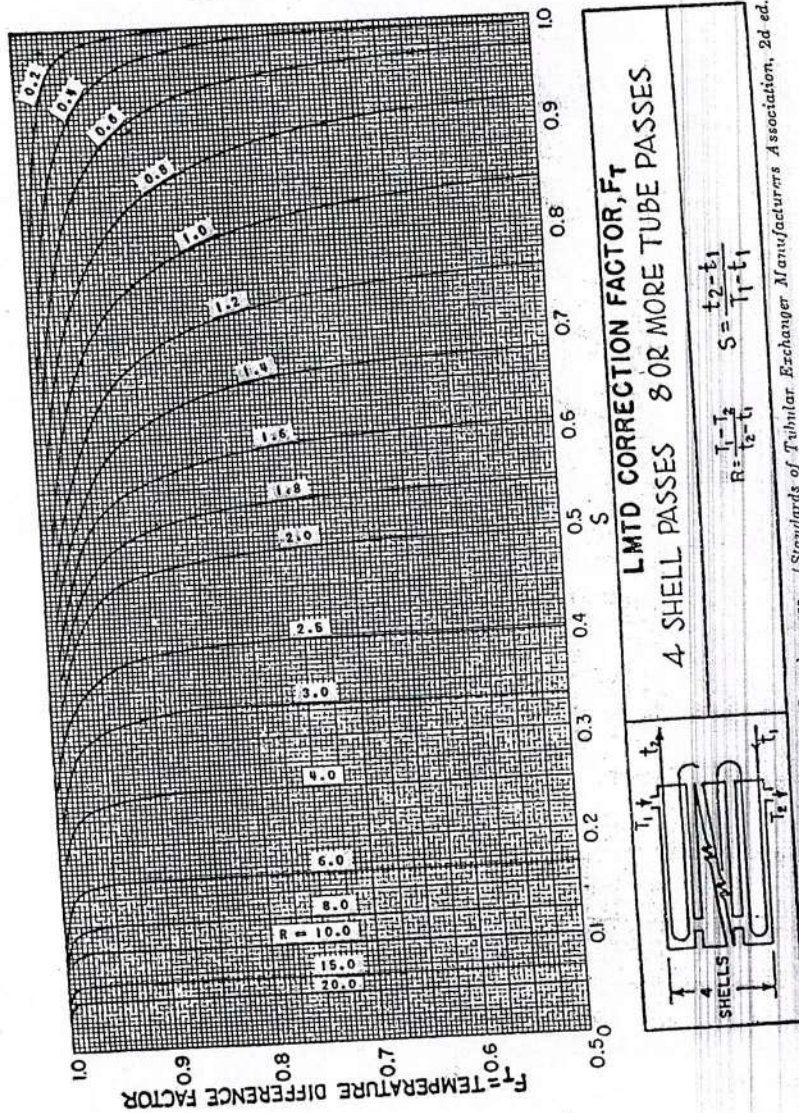 F_T = TEMPERATURE DIFFERENCE FACTOR
1.0
0.9
0.8
0.7
0.6
0.5
0
0.1
0.2
0.3
0.4
0.5
0.6
0.7
0.8
0.9
1.0
S
20.0
15.0
R = 10.0
8.0
6.0
4.0
3.0
2.5
2.0
1.8
1.6
1.4
1.2
1.0
0.8
0.6
0.4
0.2
4
SHELLS
T₁
t₂
T₂
t₁
LMTD CORRECTION FACTOR, F_T
4 SHELL PASSES 8 OR MORE TUBE PASSES
R = (T₁ - T₂) / (t₂ - t₁) S = (t₂ - t₁) / (T₁ - t₁)
(Standards of Tubular Exchanger Manufacturers Association, 2d ed.